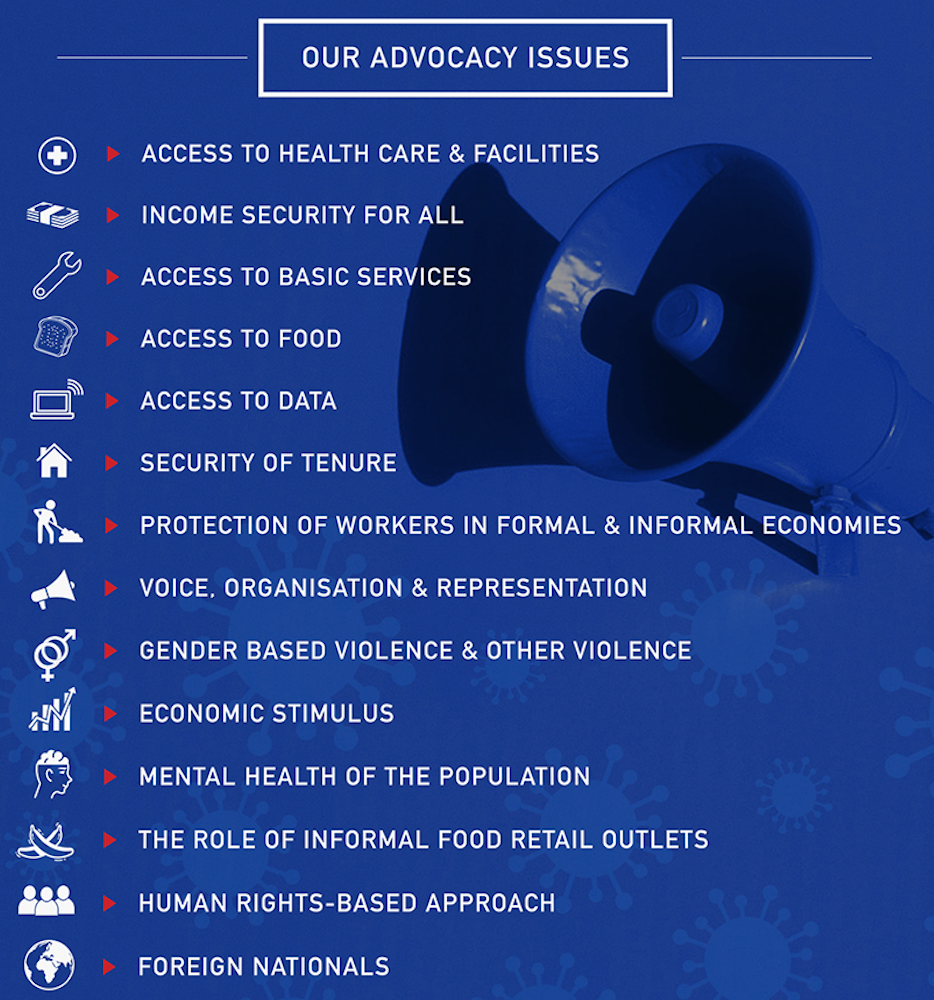 OUR ADVOCACY ISSUES
ACCESS TO HEALTH CARE & FACILITIES
INCOME SECURITY FOR ALL
ACCESS TO BASIC SERVICES
ACCESS TO FOOD
ACCESS TO DATA
SECURITY OF TENURE
PROTECTION OF WORKERS IN FORMAL & INFORMAL ECONOMIES
VOICE, ORGANISATION & REPRESENTATION
GENDER BASED VIOLENCE & OTHER VIOLENCE
ECONOMIC STIMULUS
MENTAL HEALTH OF THE POPULATION
THE ROLE OF INFORMAL FOOD RETAIL OUTLETS
HUMAN RIGHTS-BASED APPROACH
FOREIGN NATIONALS